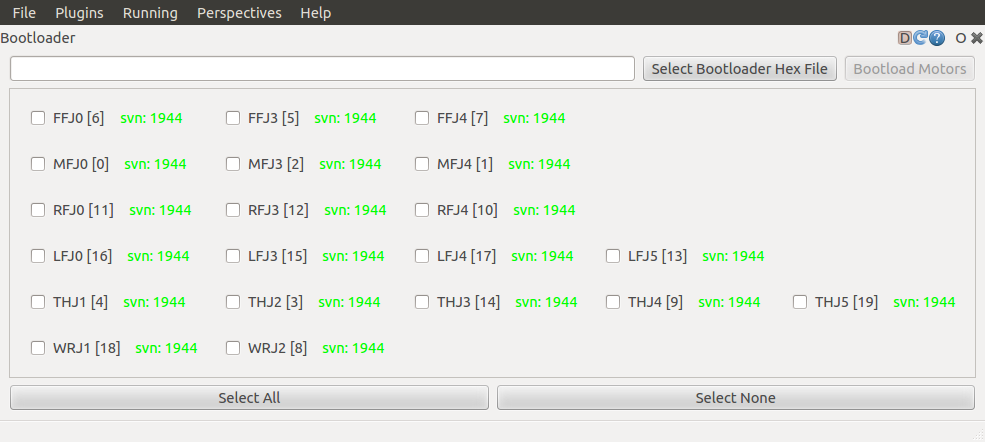 File Plugins Running Perspectives Help
Bootloader D ? O
Select Bootloader Hex File Bootload Motors
FFJ0 [6] svn: 1944 FFJ3 [5] svn: 1944 FFJ4 [7] svn: 1944
MFJ0 [0] svn: 1944 MFJ3 [2] svn: 1944 MFJ4 [1] svn: 1944
RFJ0 [11] svn: 1944 RFJ3 [12] svn: 1944 RFJ4 [10] svn: 1944
LFJ0 [16] svn: 1944 LFJ3 [15] svn: 1944 LFJ4 [17] svn: 1944 LFJ5 [13] svn: 1944
THJ1 [4] svn: 1944 THJ2 [3] svn: 1944 THJ3 [14] svn: 1944 THJ4 [9] svn: 1944 THJ5 [19] svn: 1944
WRJ1 [18] svn: 1944 WRJ2 [8] svn: 1944
Select All Select None